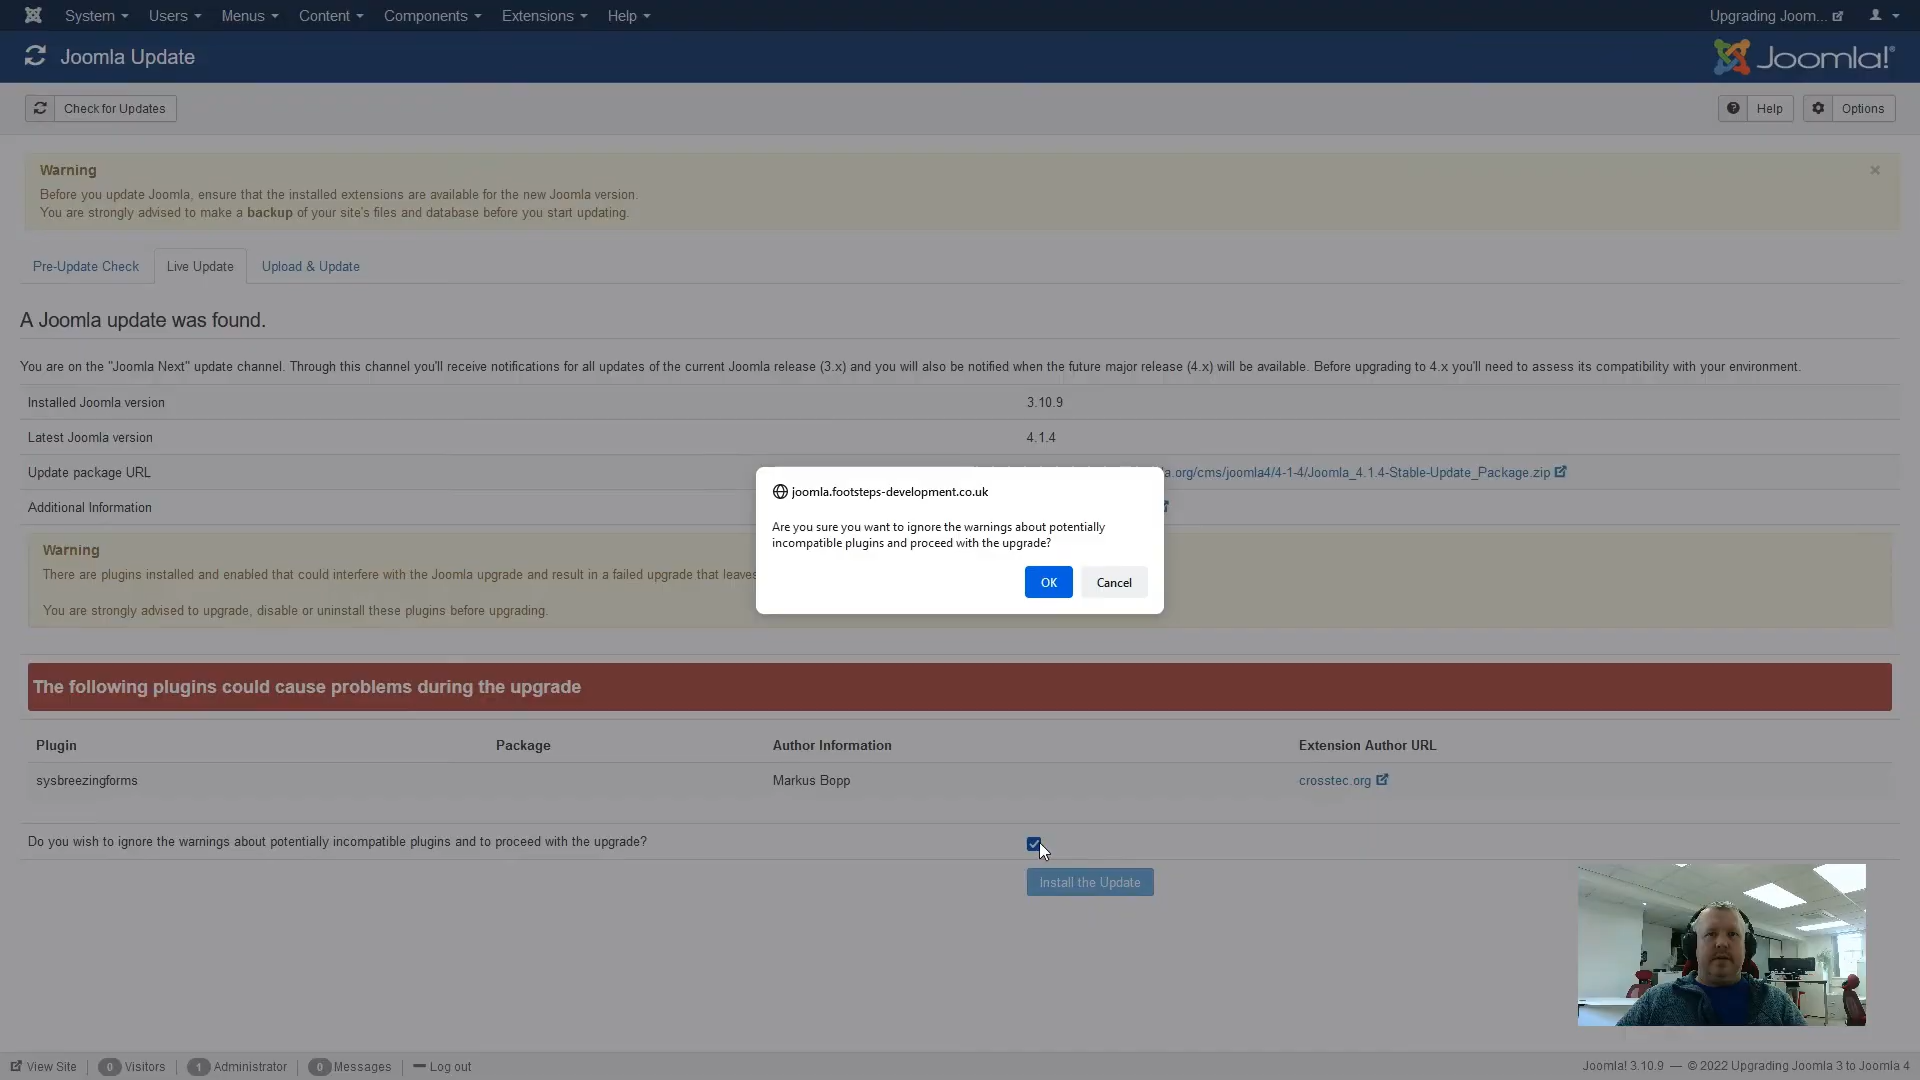 System Users Menus Content Components Extensions Help Upgrading Joom...
Joomla Update Joomla!®
Check for Updates Help Options
Warning ×
Before you update Joomla, ensure that the installed extensions are available for the new Joomla version.
You are strongly advised to make a backup of your site's files and database before you start updating.
Pre-Update Check Live Update Upload & Update
A Joomla update was found.
You are on the "Joomla Next" update channel. Through this channel you'll receive notifications for all updates of the current Joomla release (3.x) and you will also be notified when the future major release (4.x) will be available. Before upgrading to 4.x you'll need to assess its compatibility with your environment.
Installed Joomla version 3.10.9
Latest Joomla version 4.1.4
Update package URL a.org/cms/joomla4/4-1-4/Joomla_4.1.4-Stable-Update_Package.zip
Additional Information
joomla.footsteps-development.co.uk
Are you sure you want to ignore the warnings about potentially
incompatible plugins and proceed with the upgrade?
OK Cancel
Warning
There are plugins installed and enabled that could interfere with the Joomla upgrade and result in a failed upgrade that leaves
You are strongly advised to upgrade, disable or uninstall these plugins before upgrading.
The following plugins could cause problems during the upgrade
Plugin Package Author Information Extension Author URL
sysbreezingforms Markus Bopp crosstec.org
Do you wish to ignore the warnings about potentially incompatible plugins and to proceed with the upgrade?
Install the Update
View Site 0 Visitors 1 Administrator 0 Messages Log out Joomla! 3.10.9 — © 2022 Upgrading Joomla 3 to Joomla 4